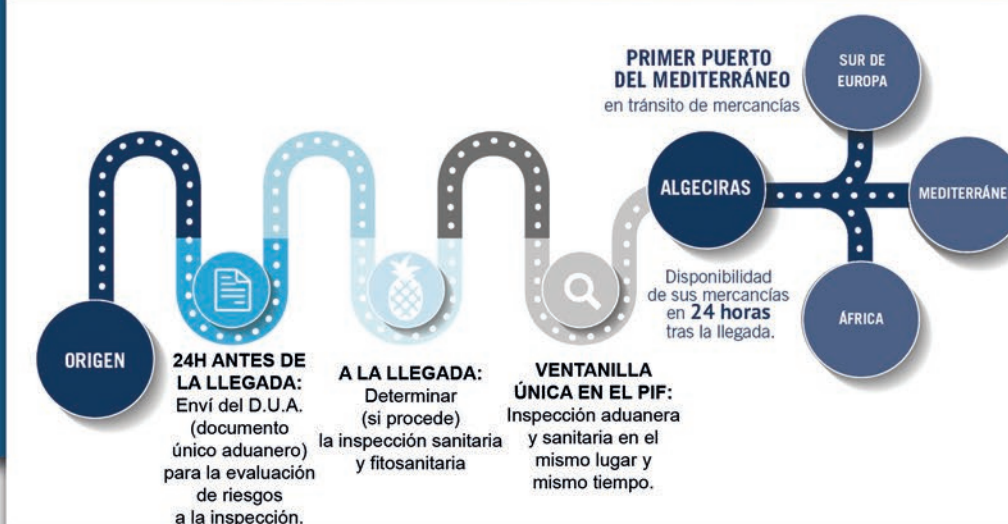 ORIGEN
24H ANTES DE
LA LLEGADA:
Enví del D.U.A.
(documento
único aduanero)
para la evaluación
de riesgos
a la inspección.
A LA LLEGADA:
Determinar
(si procede)
la inspección sanitaria
y fitosanitaria
VENTANILLA
ÚNICA EN EL PIF:
Inspección aduanera
y sanitaria en el
mismo lugar y
mismo tiempo.
PRIMER PUERTO
DEL MEDITERRÁNEO
en tránsito de mercancías
ALGECIRAS
Disponibilidad
de sus mercancías
en 24 horas
tras la llegada.
SUR DE
EUROPA
MEDITERRÁNE
ÁFRICA